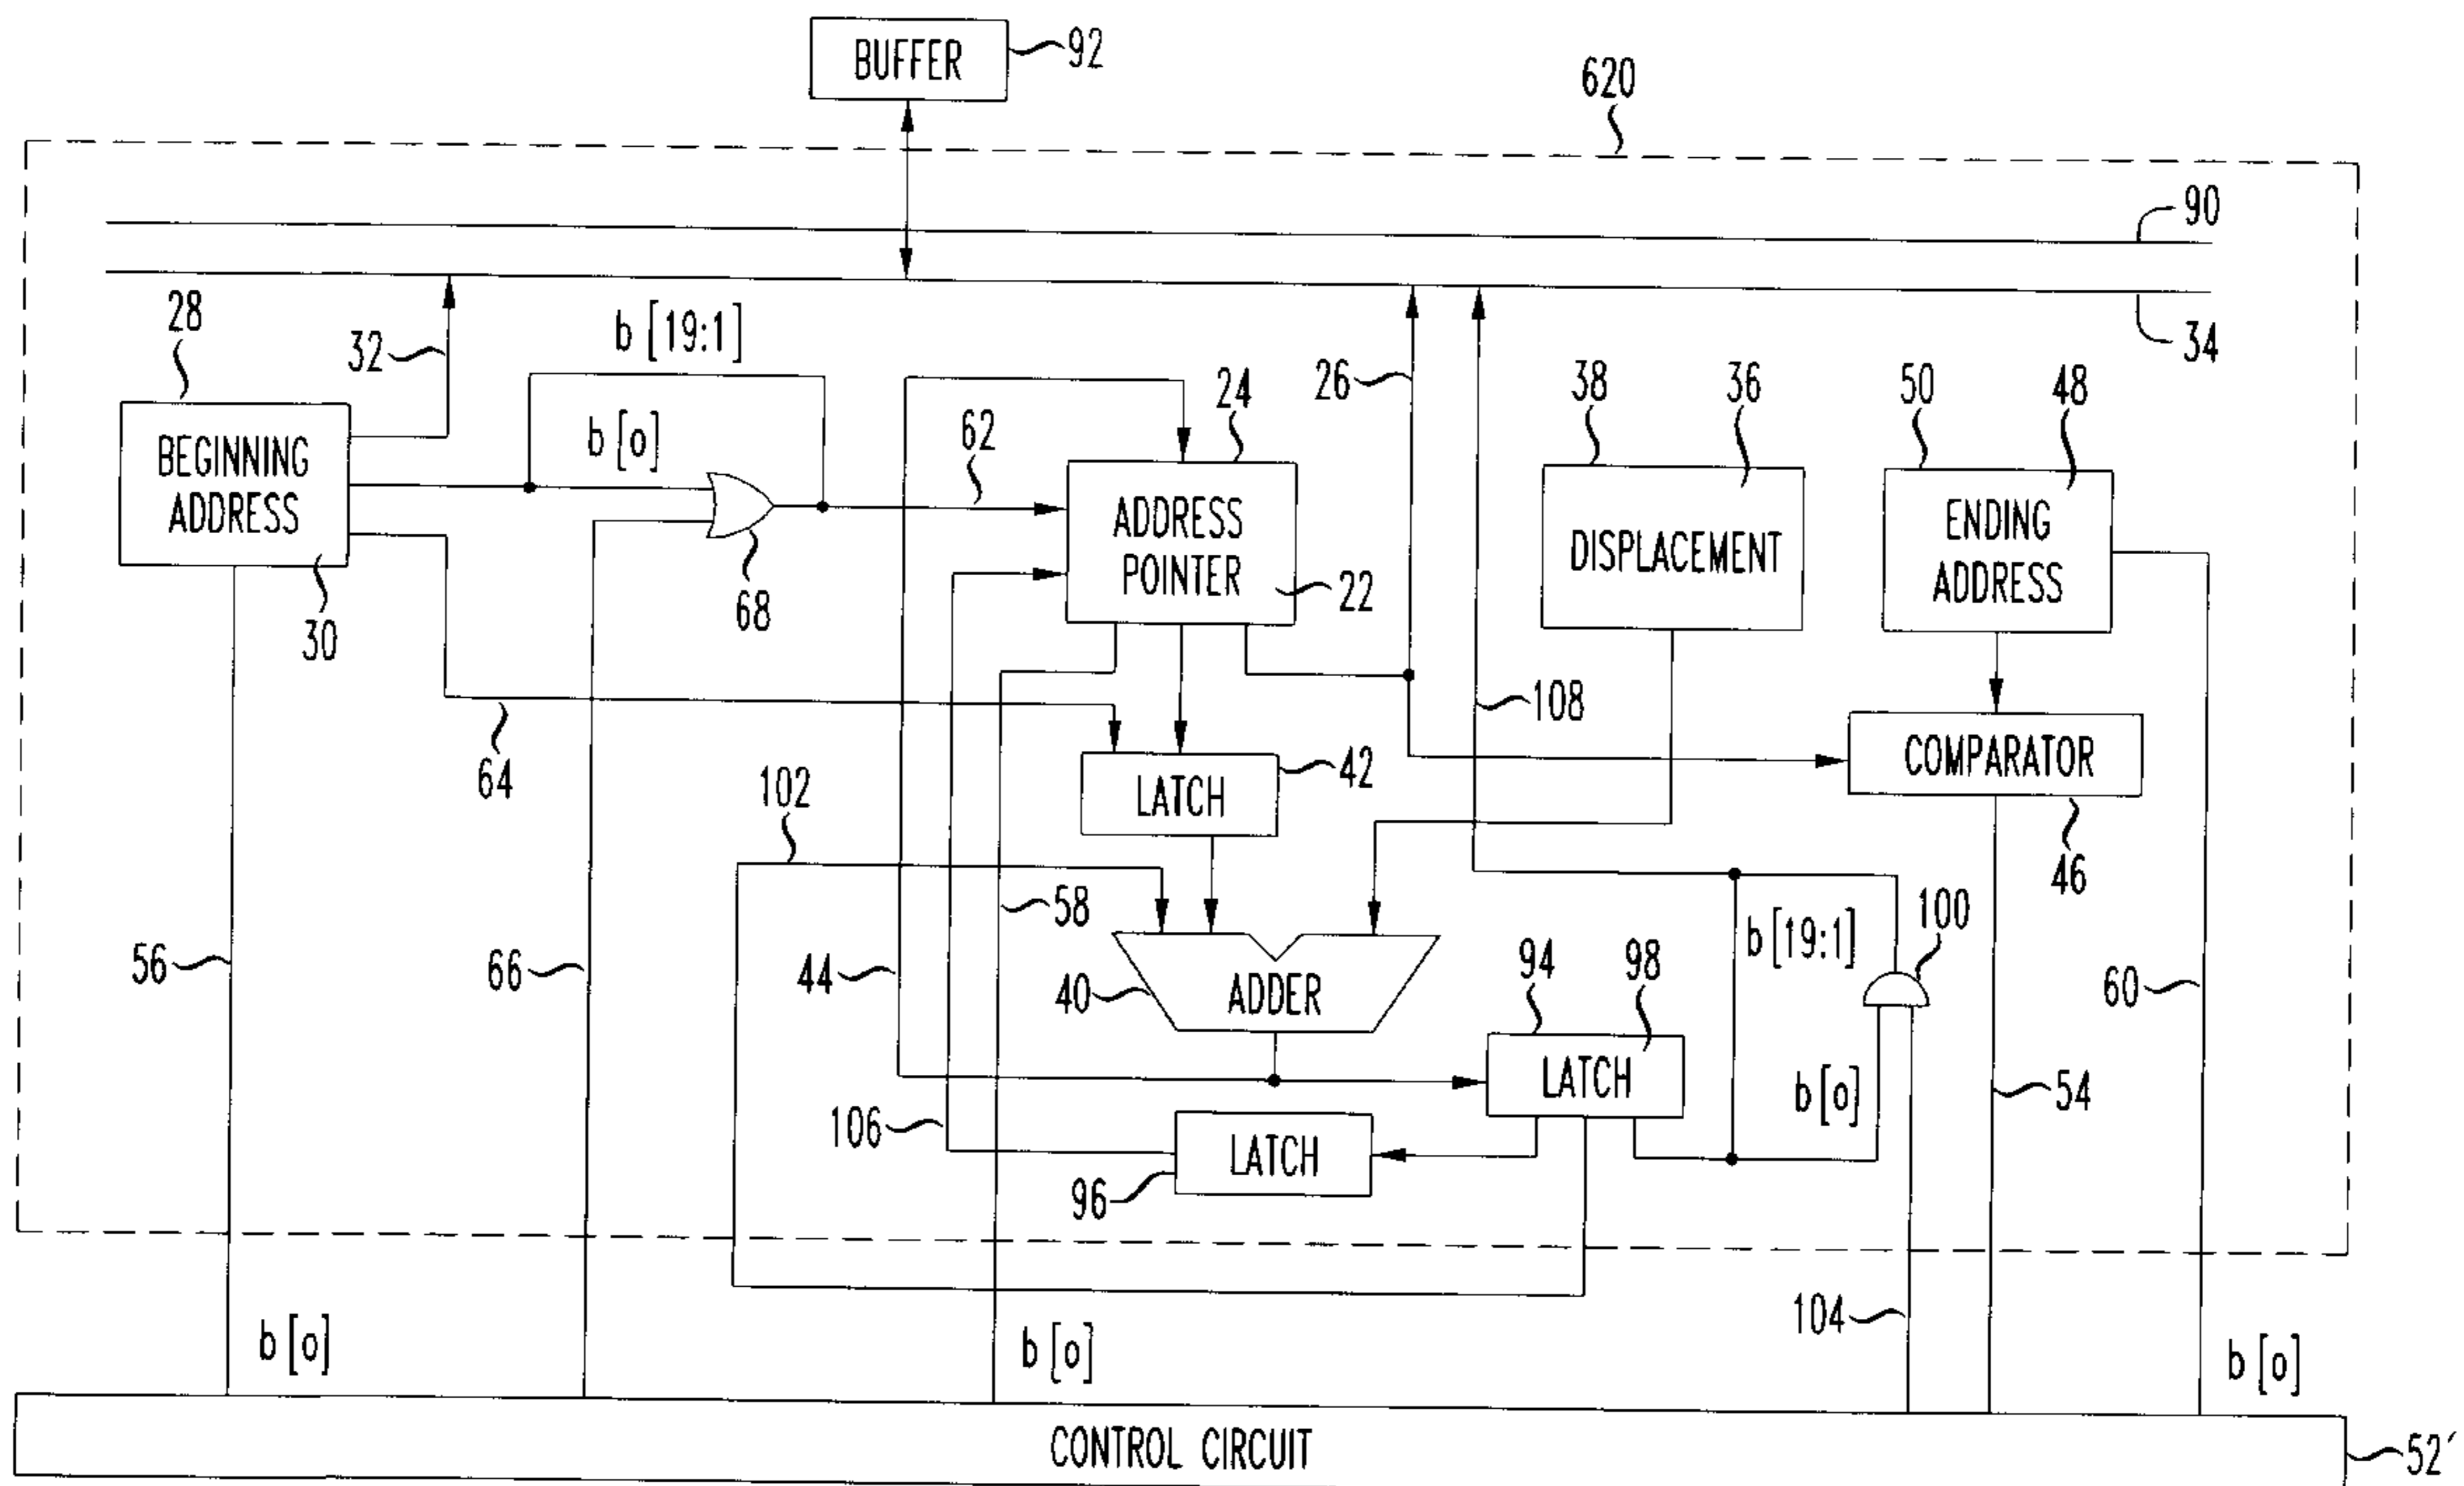 BUFFER
92
620
90
34
28
32
b [19:1]
b [o]
BEGINNING
ADDRESS
30
62
68
24
ADDRESS
POINTER
22
26
38
36
DISPLACEMENT
50
48
ENDING
ADDRESS
64
LATCH
42
108
COMPARATOR
46
102
58
56
66
44
40
ADDER
94
98
LATCH
b [19:1]
100
b [o]
60
54
106
LATCH
96
104
b [o]
b [o]
b [o]
CONTROL CIRCUIT
52'